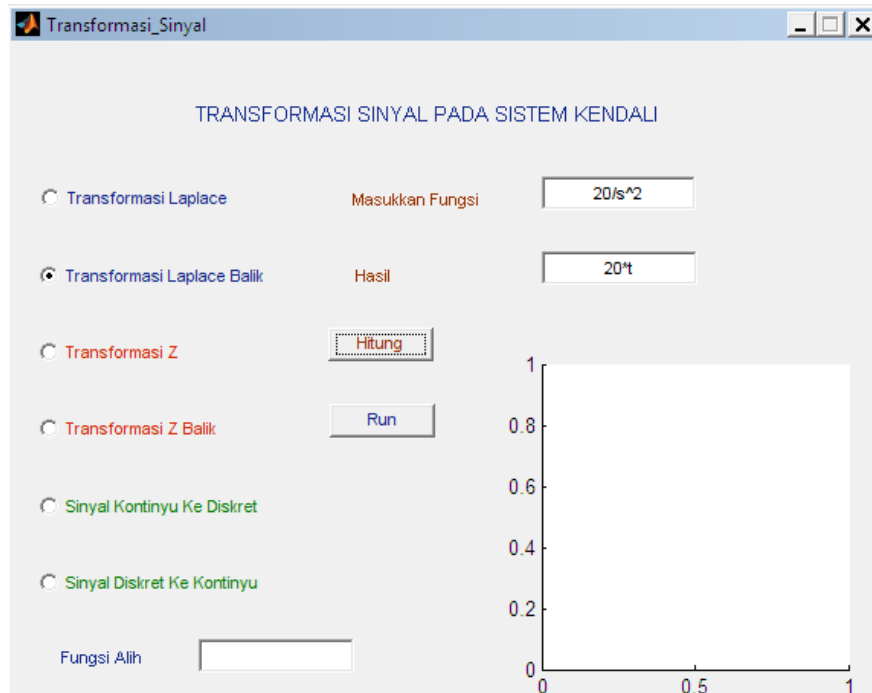 Transformasi_Sinyal
TRANSFORMASI SINYAL PADA SISTEM KENDALI
Transformasi Laplace
Masukkan Fungsi
20/s^2
Transformasi Laplace Balik
Hasil
20*t
Transformasi Z
Hitung
Transformasi Z Balik
Run
Sinyal Kontinyu Ke Diskret
Sinyal Diskret Ke Kontinyu
Fungsi Alih
1
0.8
0.6
0.4
0.2
0
0 0.5 1